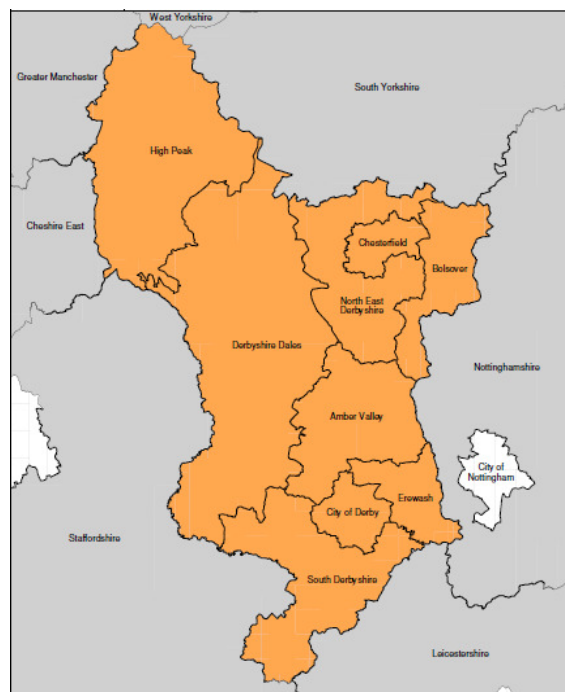 West Yorkshire
Greater Manchester
South Yorkshire
High Peak
Cheshire East
Chesterfield
Bolsover
North East
Derbyshire
Derbyshire Dales
Nottinghamshire
Amber Valley
City of
Nottingham
Erewash
City of Derby
Staffordshire
South Derbyshire
Leicestershire